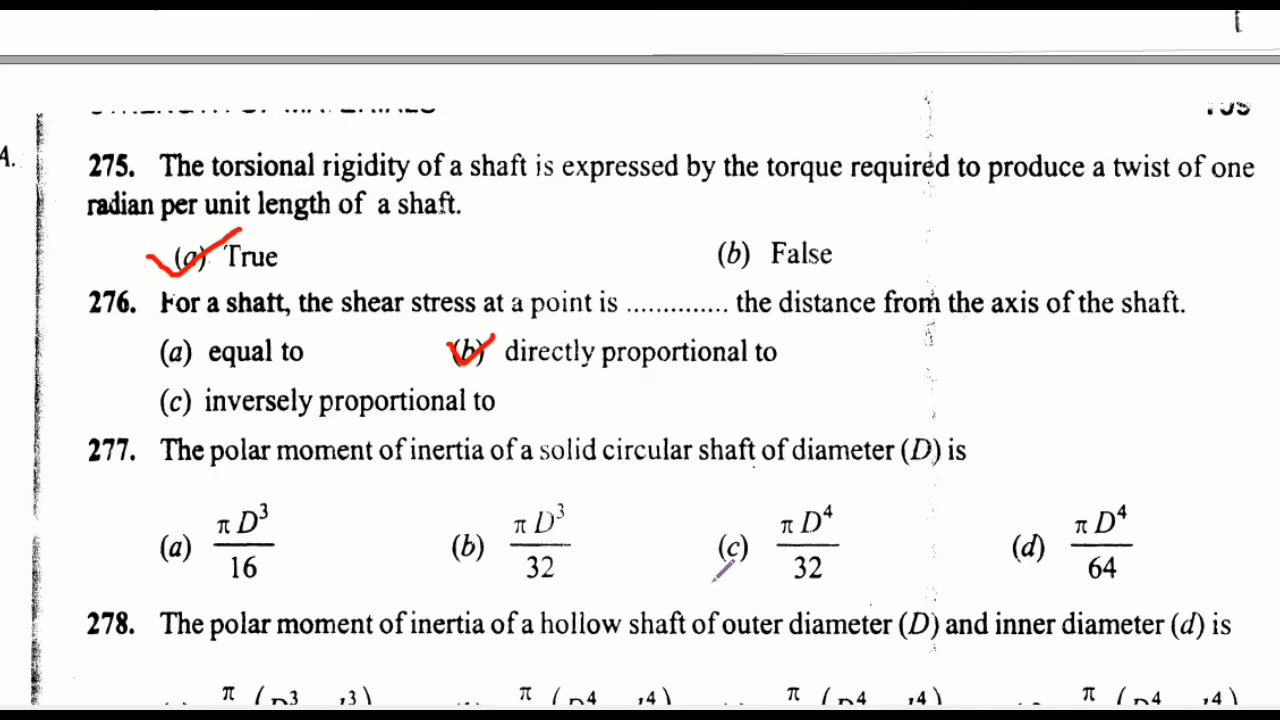 A.
275. The torsional rigidity of a shaft is expressed by the torque required to produce a twist of one
radian per unit length of a shaft.
(a) True (b) False
276. For a shaft, the shear stress at a point is .............. the distance from the axis of the shaft.
(a) equal to (b) directly proportional to
(c) inversely proportional to
277. The polar moment of inertia of a solid circular shaft of diameter (D) is
(a) π D³/16 (b) π D³/32 (c) π D⁴/32 (d) π D⁴/64
278. The polar moment of inertia of a hollow shaft of outer diameter (D) and inner diameter (d) is